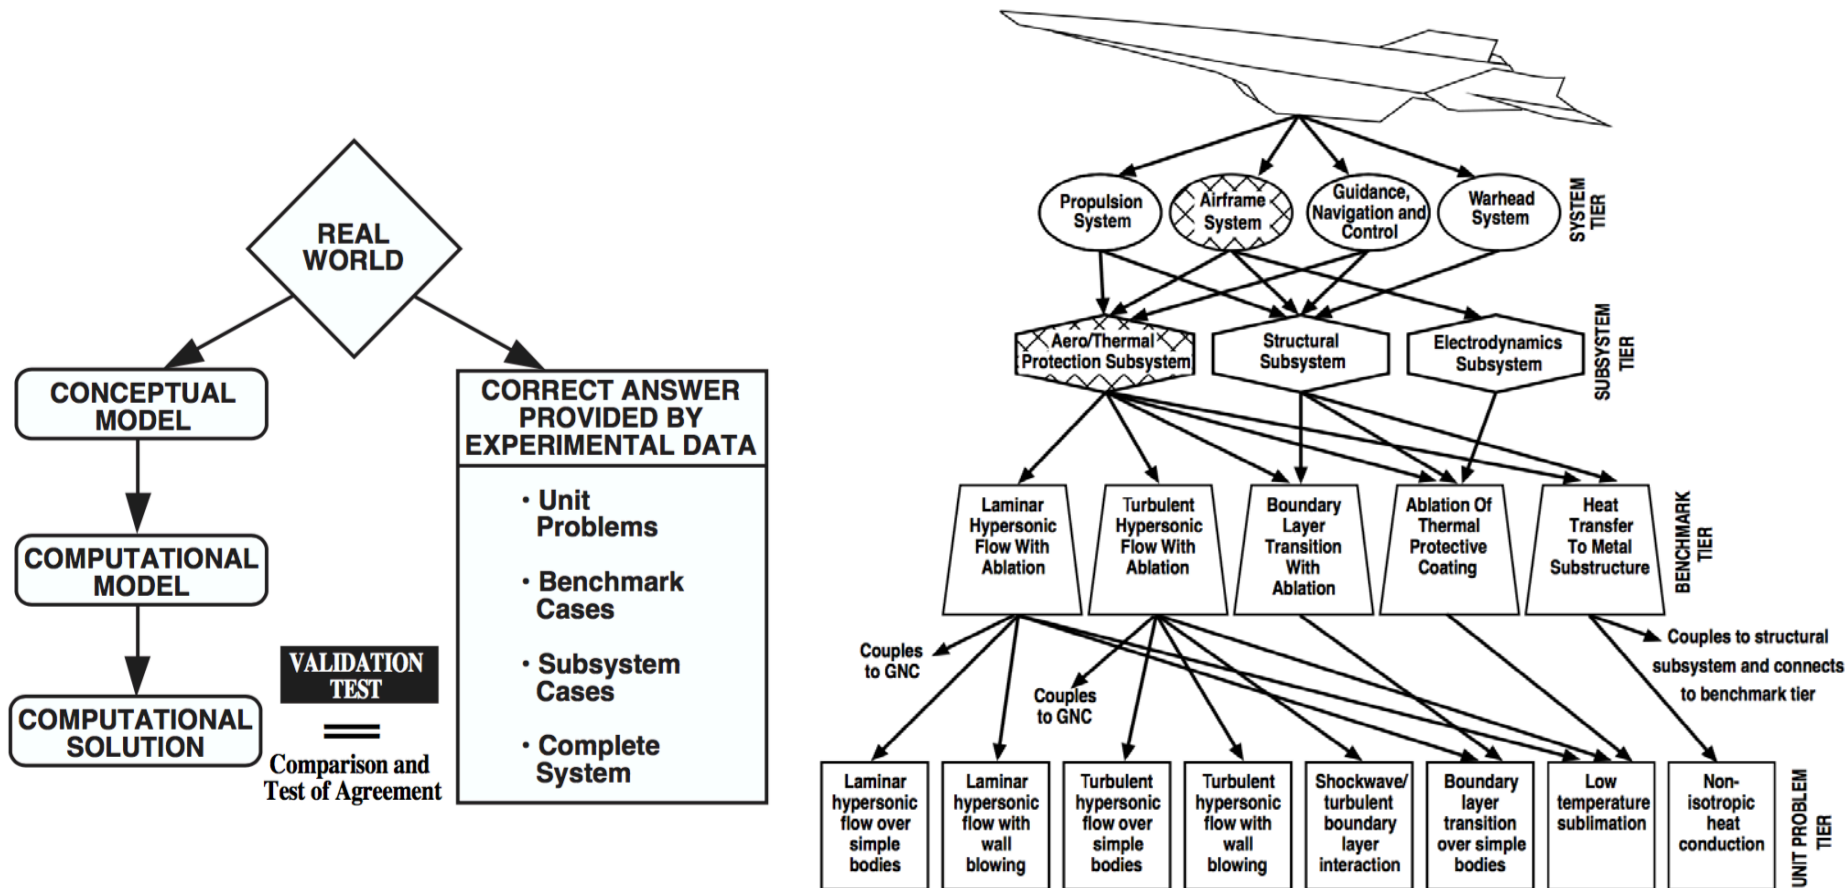 REAL
WORLD
CONCEPTUAL
MODEL
COMPUTATIONAL
MODEL
COMPUTATIONAL
SOLUTION
VALIDATION
TEST
Comparison and
Test of Agreement
CORRECT ANSWER
PROVIDED BY
EXPERIMENTAL DATA
• Unit
Problems
• Benchmark
Cases
• Subsystem
Cases
• Complete
System
Propulsion
System
Airframe
System
Guidance,
Navigation and
Control
Warhead
System
SYSTEM
TIER
Aero/Thermal
Protection Subsystem
Structural
Subsystem
Electrodynamics
Subsystem
SUBSYSTEM
TIER
Laminar
Hypersonic
Flow With
Ablation
Turbulent
Hypersonic
Flow With
Ablation
Boundary
Layer
Transition
With
Ablation
Ablation Of
Thermal
Protective
Coating
Heat
Transfer
To Metal
Substructure
BENCHMARK
TIER
Couples
to GNC
Couples
to GNC
Couples to structural
subsystem and connects
to benchmark tier
Laminar
hypersonic
flow over
simple
bodies
Laminar
hypersonic
flow with
wall
blowing
Turbulent
hypersonic
flow over
simple
bodies
Turbulent
hypersonic
flow with
wall
blowing
Shockwave/
turbulent
boundary
layer
interaction
Boundary
layer
transition
over simple
bodies
Low
temperature
sublimation
Non-
isotropic
heat
conduction
UNIT PROBLEM
TIER